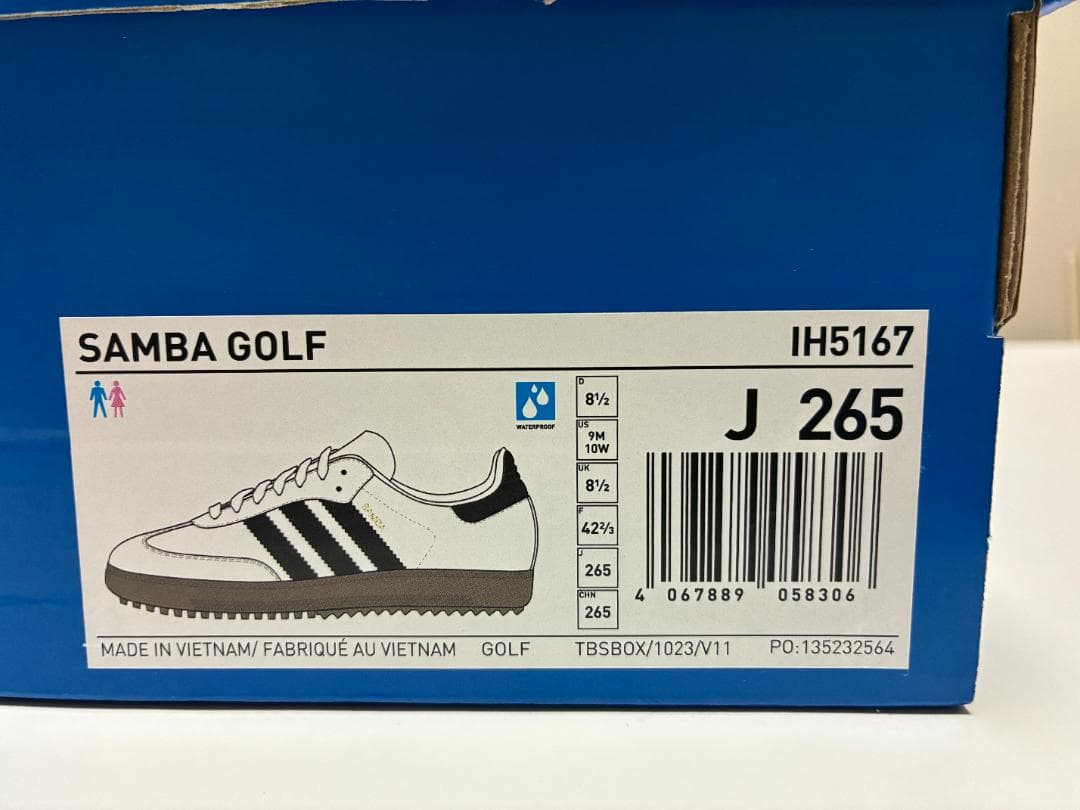 SAMBA GOLF
IH5167
WATERPROOF
D
8½
US
9M
10W
UK
8½
F
42⅔
J
265
CHN
265
J 265
SAMBA
4 067889 058306
MADE IN VIETNAM/ FABRIQUÉ AU VIETNAM GOLF TBSBOX/1023/V11 PO:135232564